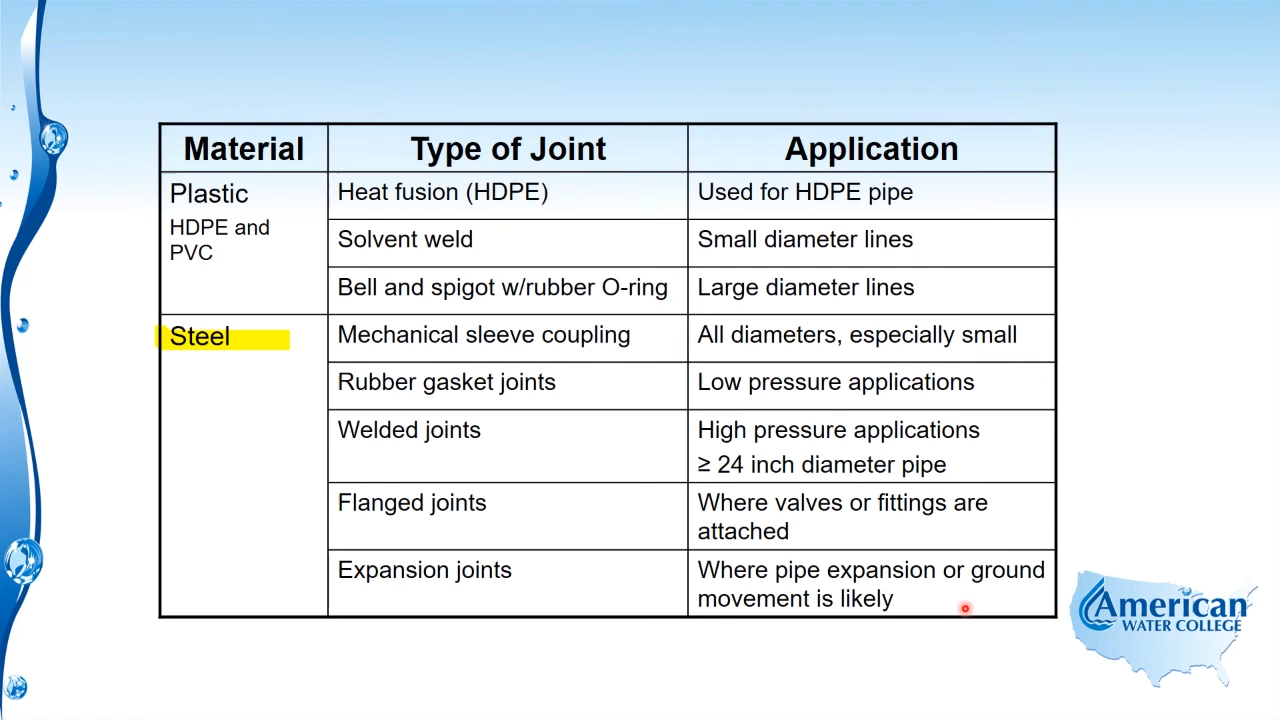 Material Type of Joint Application
Plastic Heat fusion (HDPE) Used for HDPE pipe
HDPE and
PVC
Solvent weld Small diameter lines
Bell and spigot w/rubber O-ring Large diameter lines
Steel Mechanical sleeve coupling All diameters, especially small
Rubber gasket joints Low pressure applications
Welded joints High pressure applications
≥ 24 inch diameter pipe
Flanged joints Where valves or fittings are
attached
Expansion joints Where pipe expansion or ground
movement is likely
American
WATER COLLEGE